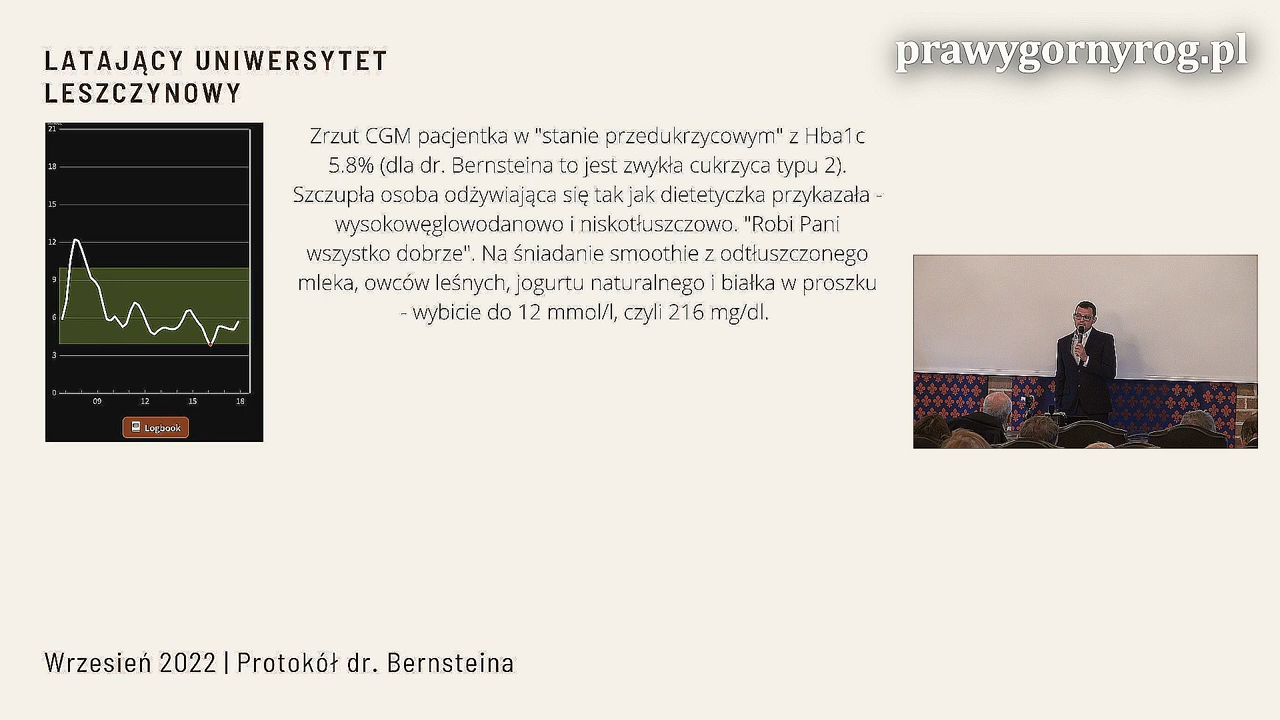 LATAJĄCY UNIWERSYTET
LESZCZYNOWY
prawygornyrog.pl
Zrzut CGM pacjentka w "stanie przedukrzycowym" z Hba1c
5.8% (dla dr. Bernsteina to jest zwykła cukrzyca typu 2).
Szczupła osoba odżywiająca się tak jak dietetyczka przykazała -
wysokowęglowodanowo i niskotłuszczowo. "Robi Pani
wszystko dobrze". Na śniadanie smoothie z odtłuszczonego
mleka, owców leśnych, jogurtu naturalnego i białka w proszku
- wybicie do 12 mmol/l, czyli 216 mg/dl.
21
18
15
12
9
6
3
0
09 12 15 18
Logbook
Wrzesień 2022 | Protokół dr. Bernsteina